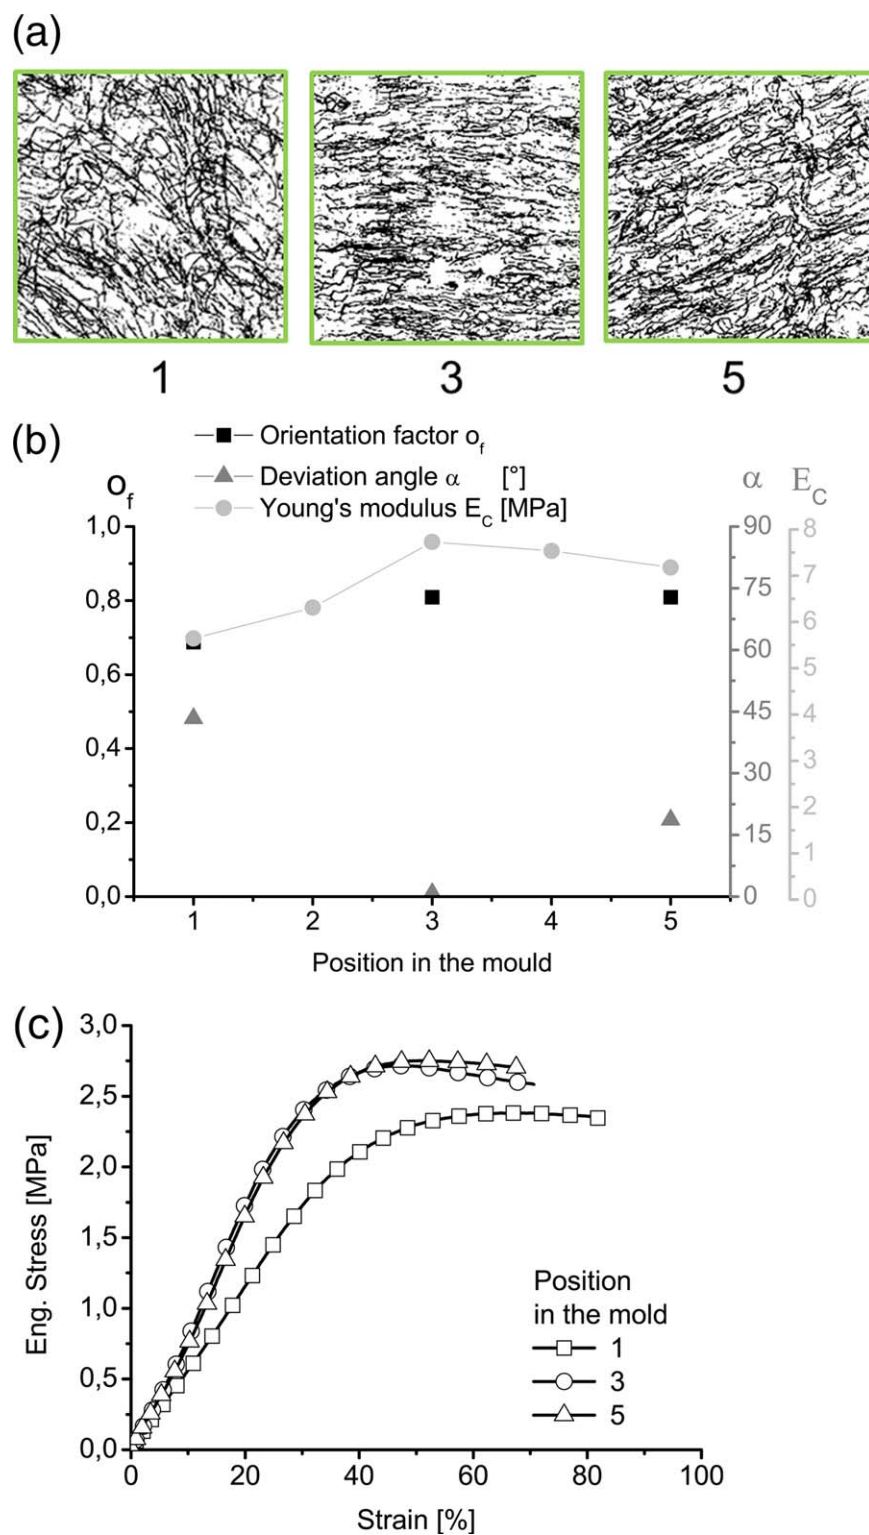 (a)
1 3 5
(b)
Orientation factor o_f
Deviation angle α [°]
Young's modulus E_C [MPa]
o_f α E_C
1,0
0,8
0,6
0,4
0,2
0,0
90
75
60
45
30
15
0
8
7
6
5
4
3
2
1
0
1 2 3 4 5
Position in the mould
(c)
3,0
2,5
2,0
1,5
1,0
0,5
0,0
Eng. Stress [MPa]
Position
in the mold
1
3
5
0 20 40 60 80 100
Strain [%]